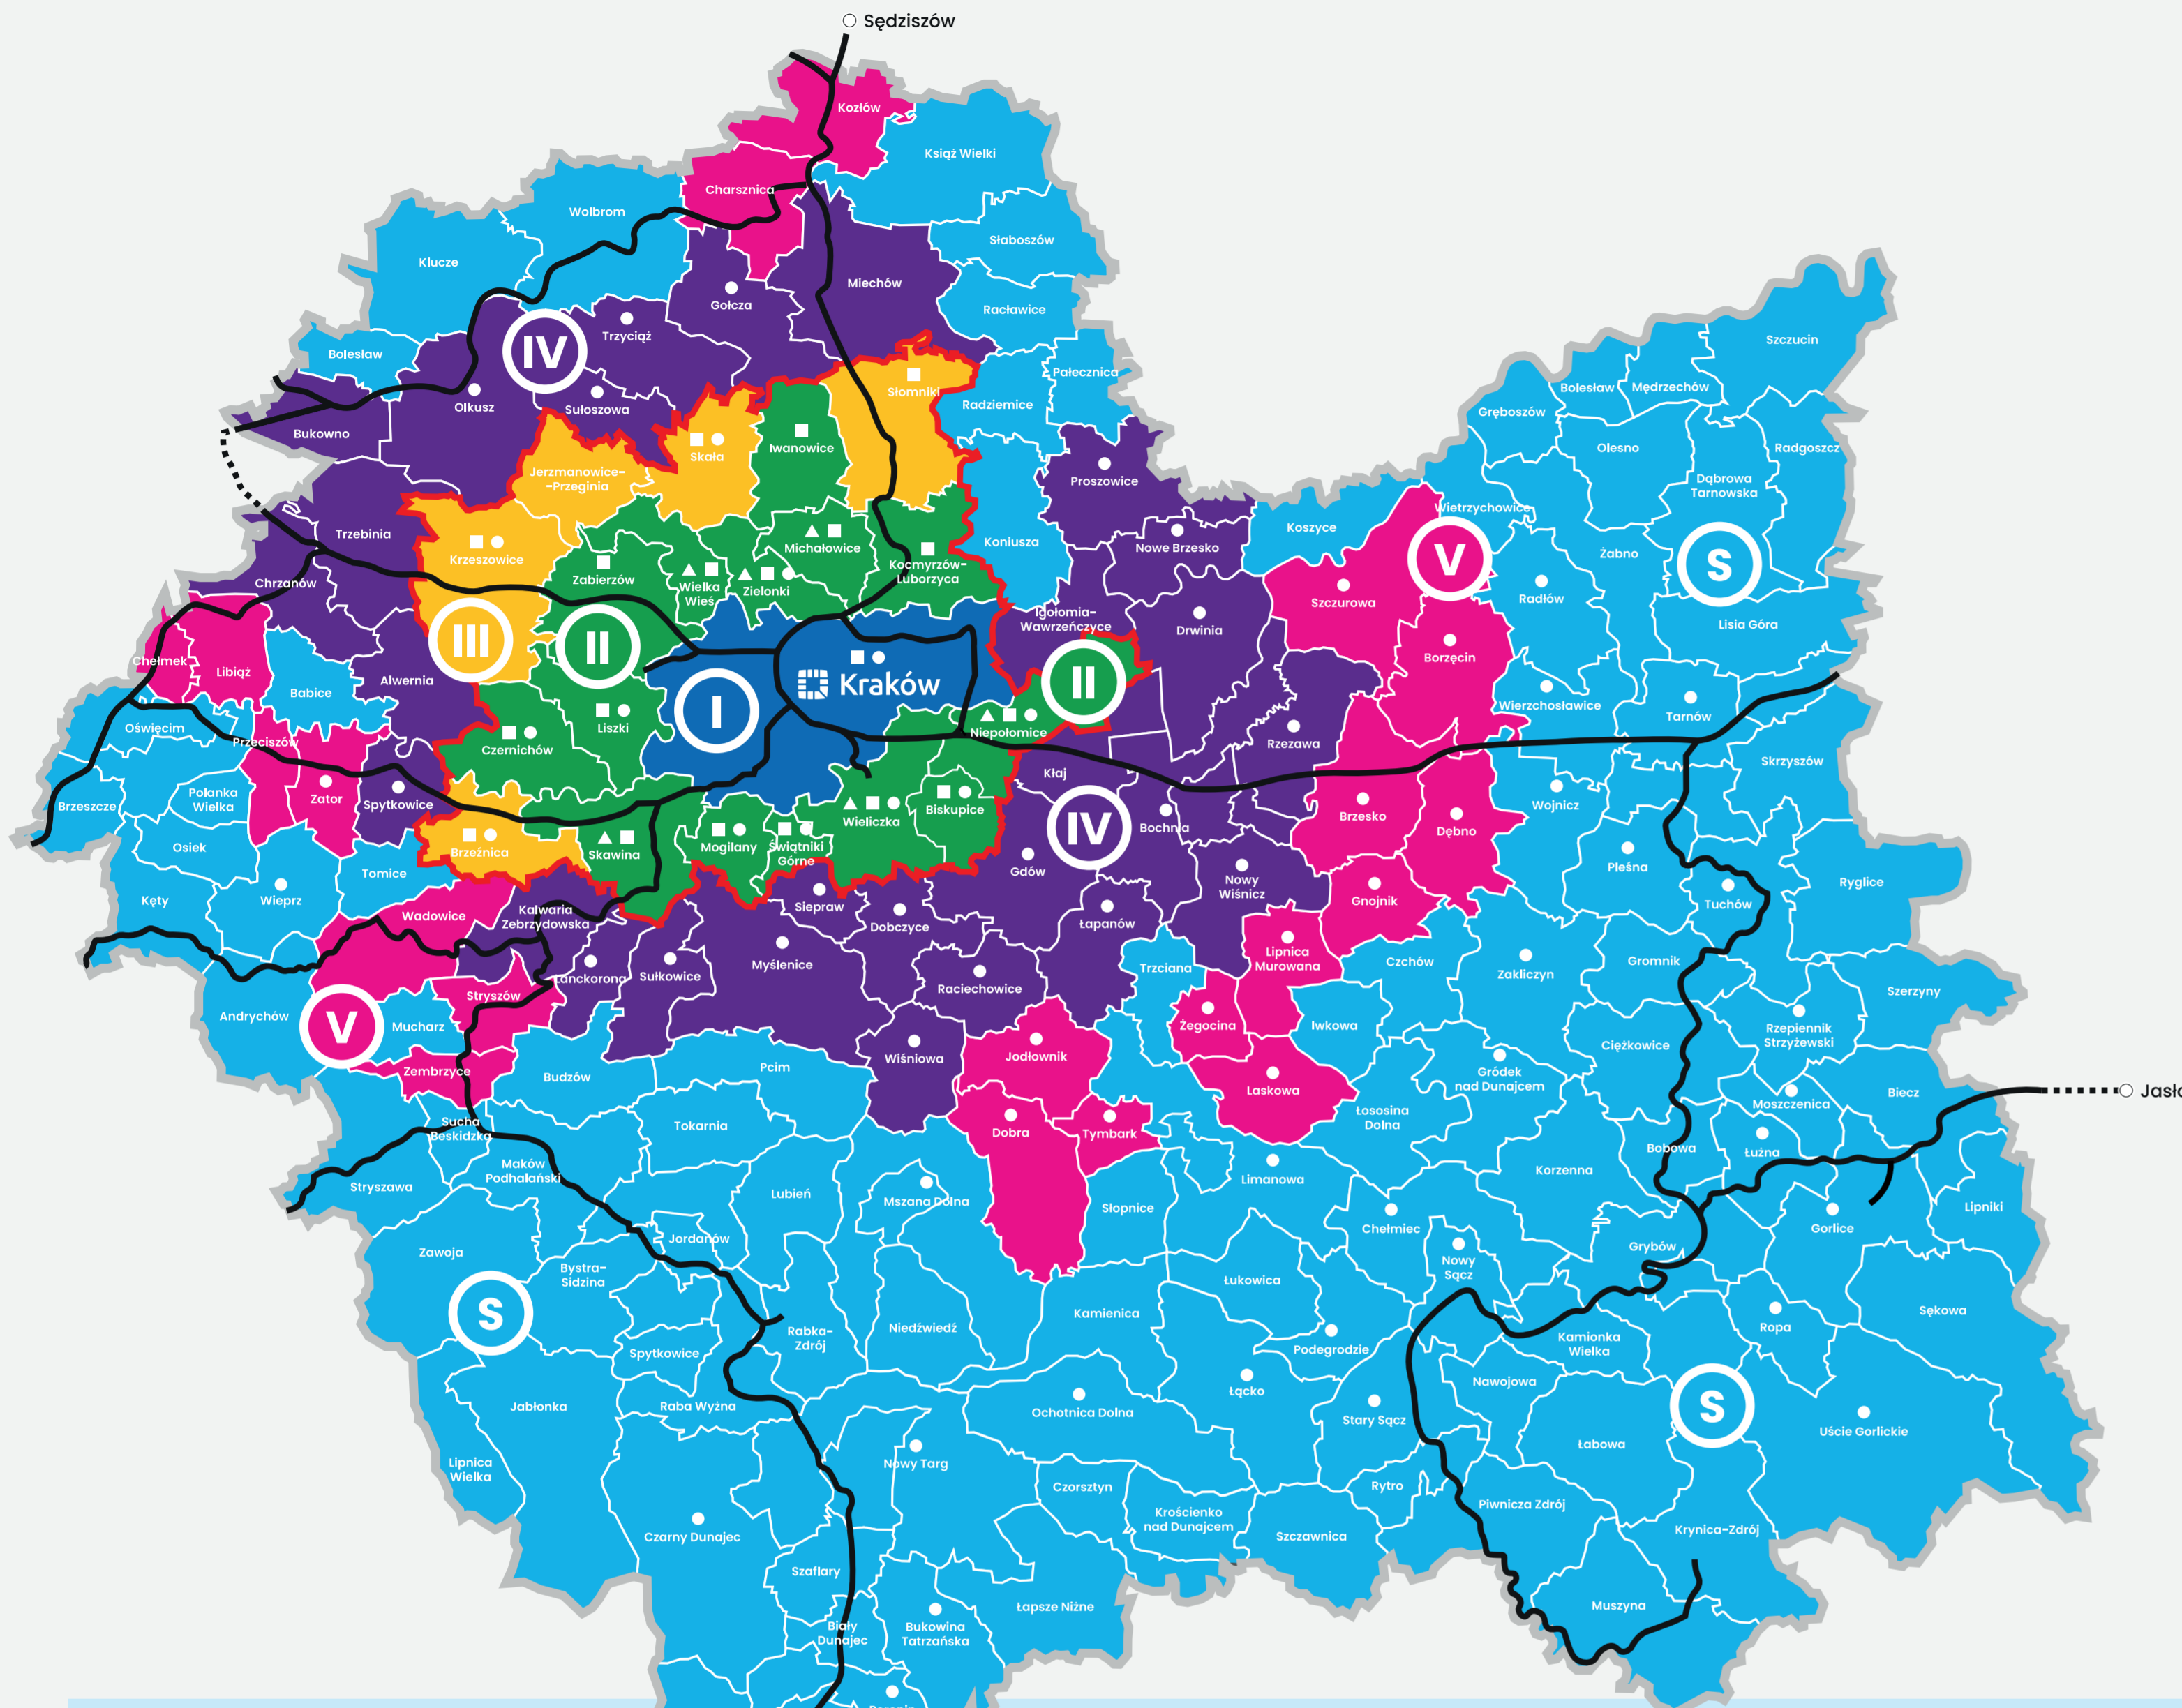 Sędziszów
Kozłów
Książ Wielki
Charsznica
Wolbrom
Słaboszów
Klucze
Miechów
Gołcza
Racławice
Trzyciąż
IV
Bolesław
Szczucin
Pałecznica
Słomniki
Radziemice
Olkusz
Sułoszowa
Bukowno
Skała
Iwanowice
Jerzmanowice-
-Przeginia
Proszowice
Bolesław
Mędrzechów
Gręboszów
Olesno
Radgoszcz
Dąbrowa
Tarnowska
Wietrzychowice
Koszyce
Trzebinia
Krzeszowice
Michałowice
Koniusza
Nowe Brzesko
Żabno
V
S
Chrzanów
Zabierzów
Wielka
Wieś
Zielonki
Kocmyrzów-
Luborzyca
Szczurowa
Radłów
Igołomia-
Wawrzeńczyce
Drwinia
Lisia Góra
III
II
Chełmek
Libiąż
Babice
Alwernia
Borzęcin
Kraków
I
II
Liszki
Niepołomice
Wierzchosławice
Tarnów
Oświęcim
Przeciszów
Czernichów
Rzezawa
Kłaj
Skrzyszów
Brzeszcze
Polanka
Wielka
Zator
Spytkowice
Biskupice
Wieliczka
Brzesko
Wojnicz
Bochnia
IV
Dębno
Osiek
Brzeźnica
Skawina
Mogilany
Świątniki
Górne
Tomice
Gdów
Pleśna
Nowy
Wiśnicz
Ryglice
Kęty
Wieprz
Wadowice
Kalwaria
Zebrzydowska
Siepraw
Dobczyce
Łapanów
Gnojnik
Tuchów
Lipnica
Murowana
Myślenice
Trzciana
Czchów
Gromnik
Zakliczyn
Lanckorona
Sułkowice
Raciechowice
Szerzyny
Stryszów
Andrychów
V
Mucharz
Żegocina
Iwkowa
Rzepiennik
Strzyżewski
Ciężkowice
Wiśniowa
Jodłownik
Zembrzyce
Budzów
Pcim
Gródek
nad Dunajcem
Laskowa
Biecz
Moszczenica
Łososina
Dolna
Sucha
Beskidzka
Tokarnia
Dobra
Tymbark
Bobowa
Łużna
Maków
Podhalański
Stryszawa
Lubień
Mszana Dolna
Limanowa
Korzenna
Słopnice
Lipniki
Chełmiec
Gorlice
Zawoja
Jordanów
Grybów
Bystra-
Sidzina
Nowy
Sącz
Łukowica
S
Kamienica
Sękowa
Rabka-
Zdrój
Niedźwiedź
Ropa
Podegrodzie
Kamionka
Wielka
Spytkowice
Nawojowa
Łącko
Jabłonka
Raba Wyżna
Ochotnica Dolna
Stary Sącz
S
Uście Gorlickie
Łabowa
Lipnica
Wielka
Nowy Targ
Czorsztyn
Rytro
Piwnicza Zdrój
Krościenko
nad Dunajcem
Krynica-Zdrój
Czarny Dunajec
Szczawnica
Szaflary
Łapsze Niżne
Muszyna
Biały
Dunajec
Bukowina
Tatrzańska